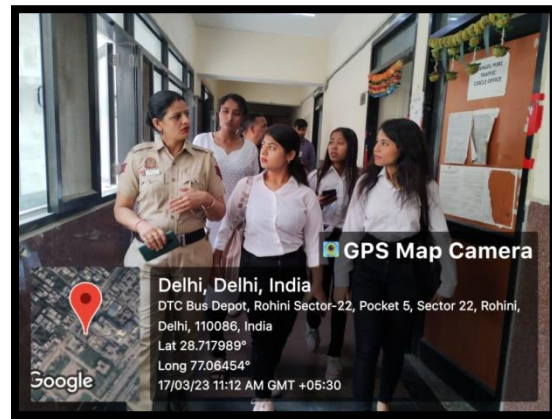 TRAFFIC
CIRCLE OFFICE
GPS Map Camera
Delhi, Delhi, India
DTC Bus Depot, Rohini Sector-22, Pocket 5, Sector 22, Rohini,
Delhi, 110086, India
Lat 28.717989°
Long 77.06454°
17/03/23 11:12 AM GMT +05:30
Google